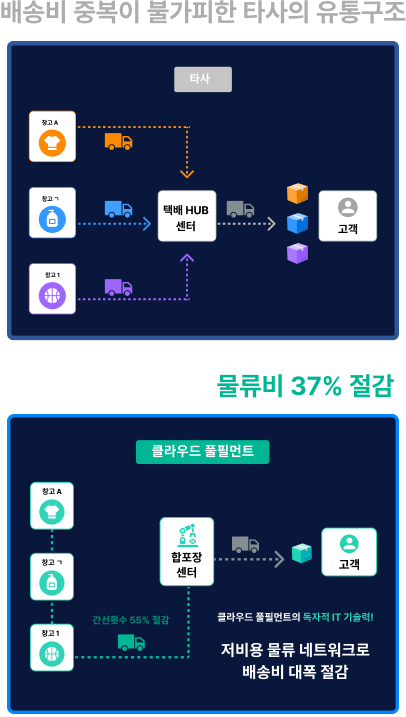 배송비 중복이 불가피한 타사의 유통구조
타사
창고 A
창고 ㄱ
창고 1
택배 HUB
센터
고객
물류비 37% 절감
클라우드 풀필먼트
창고 A
창고 ㄱ
창고 1
간선횟수 55% 절감
합포장
센터
고객
클라우드 풀필먼트의 독자적 IT 기술력!
저비용 물류 네트워크로
배송비 대폭 절감